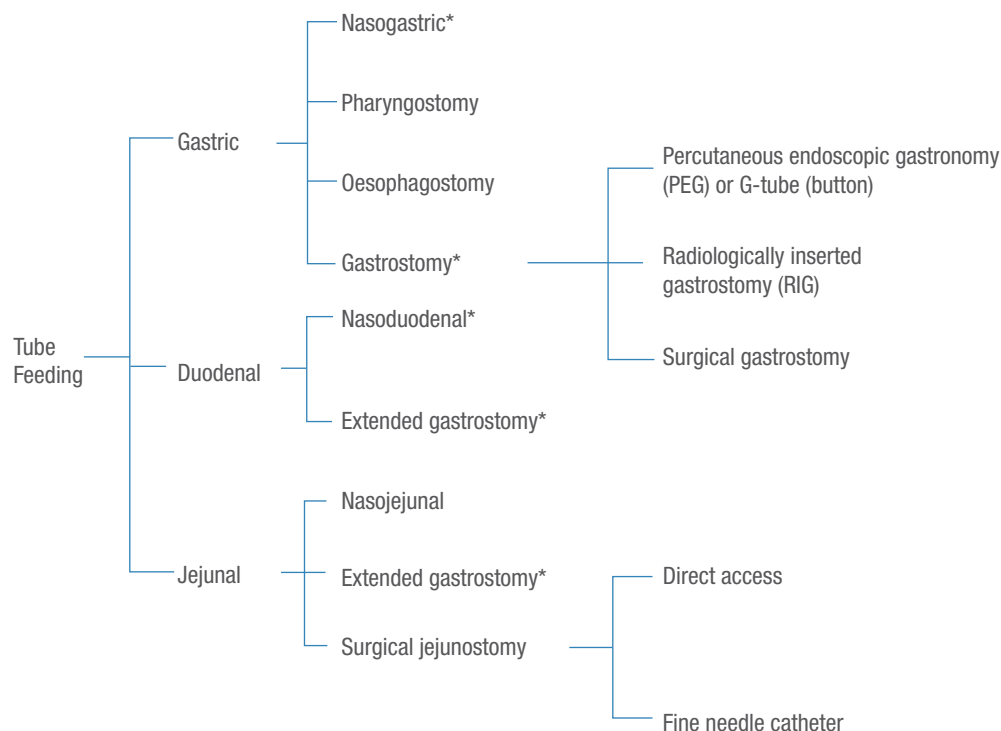 Nasogastric*
Pharyngostomy
Gastric
Oesophagostomy
Gastrostomy*
Percutaneous endoscopic gastronomy
(PEG) or G-tube (button)
Radiologically inserted
gastrostomy (RIG)
Surgical gastrostomy
Tube
Feeding
Nasoduodenal*
Duodenal
Extended gastrostomy*
Nasojejunal
Jejunal
Extended gastrostomy*
Surgical jejunostomy
Direct access
Fine needle catheter